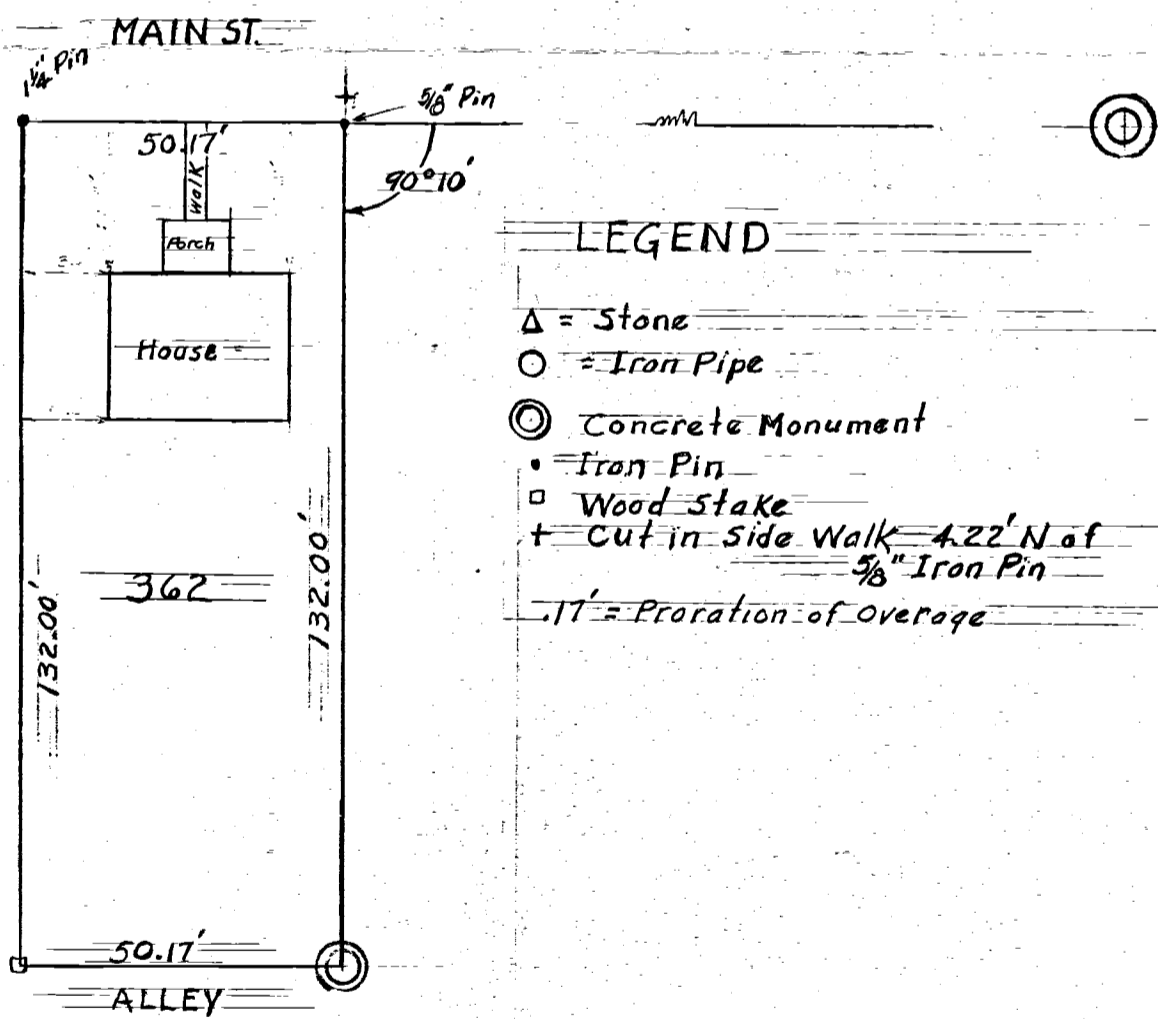 MAIN ST.
1¼" Pin
5/8" Pin
50.17'
Walk
90°10'
Porch
House
LEGEND
Δ = Stone
○ = Iron Pipe
◎ Concrete Monument
• = Iron Pin
□ Wood Stake
+ Cut in Side Walk 4.22' N of
5/8" Iron Pin
.17' = Proration of Overage
362
132.00'
132.00'
50.17'
ALLEY